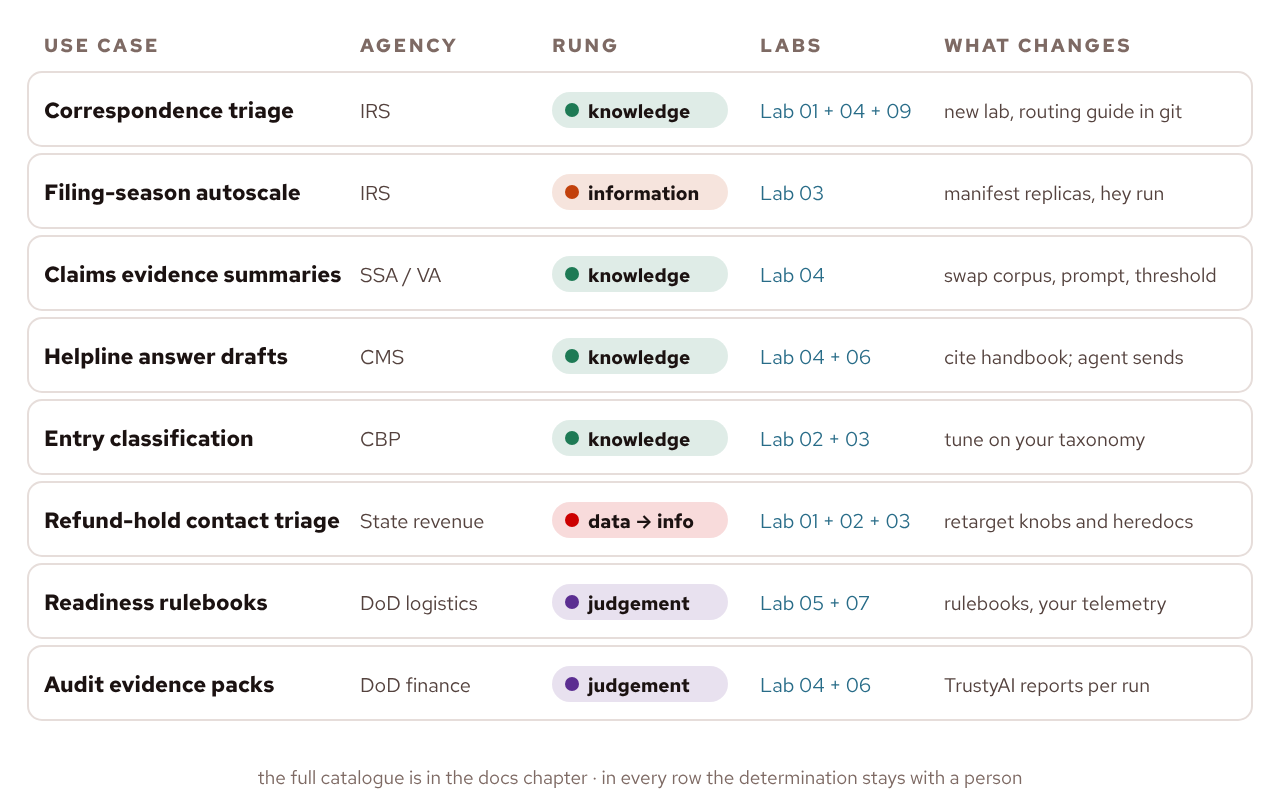 USE CASE AGENCY RUNG LABS WHAT CHANGES
Correspondence triage IRS knowledge Lab 01 + 04 + 09 new lab, routing guide in git
Filing-season autoscale IRS information Lab 03 manifest replicas, hey run
Claims evidence summaries SSA / VA knowledge Lab 04 swap corpus, prompt, threshold
Helpline answer drafts CMS knowledge Lab 04 + 06 cite handbook; agent sends
Entry classification CBP knowledge Lab 02 + 03 tune on your taxonomy
Refund-hold contact triage State revenue data → info Lab 01 + 02 + 03 retarget knobs and heredocs
Readiness rulebooks DoD logistics judgement Lab 05 + 07 rulebooks, your telemetry
Audit evidence packs DoD finance judgement Lab 04 + 06 TrustyAI reports per run
the full catalogue is in the docs chapter · in every row the determination stays with a person